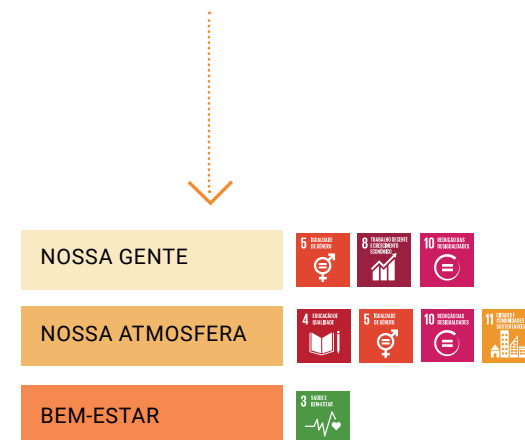 NOSSA GENTE
5 IGUALDADE
DE GÊNERO
8 TRABALHO DECENTE
E CRESCIMENTO
ECONÔMICO
10 REDUÇÃO DAS
DESIGUALDADES
NOSSA ATMOSFERA
4 EDUCAÇÃO DE
QUALIDADE
5 IGUALDADE
DE GÊNERO
10 REDUÇÃO DAS
DESIGUALDADES
11 CIDADES E
COMUNIDADES
SUSTENTÁVEIS
BEM-ESTAR
3 SAÚDE E
BEM-ESTAR